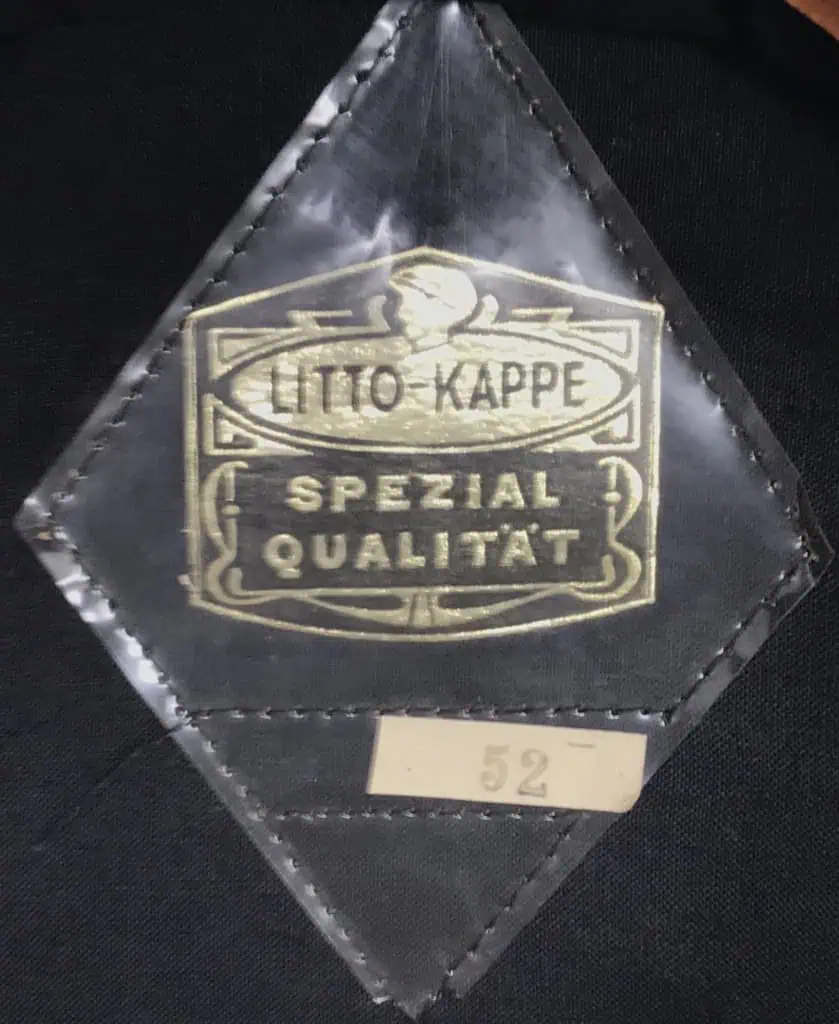 LITTO-KAPPE
SPEZIAL
QUALITÄT
52